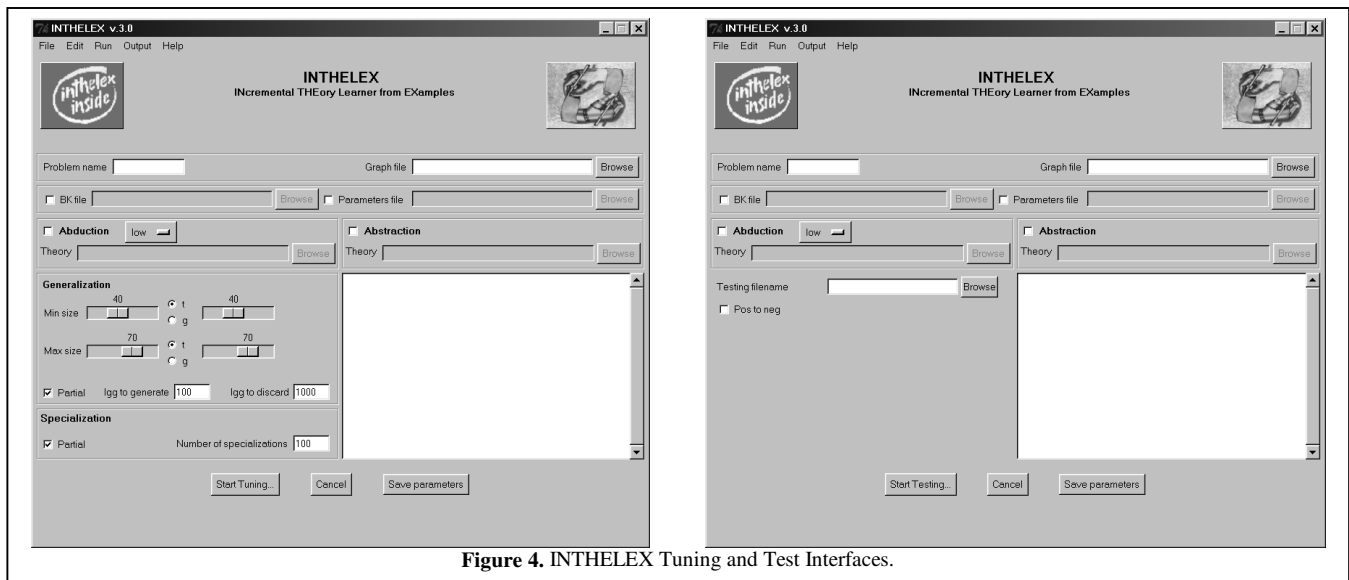 INTHELEX v.3.0
File Edit Run Output Help
inthelex inside
INTHELEX
INcremental THEory Learner from EXamples
Problem name Graph file Browse
BK file Browse Parameters file Browse
Abduction low Abstraction
Theory Browse Theory Browse
Generalization
40 40
Min size t
g
70 70
Max size t
g
Partial lgg to generate 100 lgg to discard 1000
Specialization
Partial Number of specializations 100
Start Tuning... Cancel Save parameters
INTHELEX v.3.0
File Edit Run Output Help
inthelex inside
INTHELEX
INcremental THEory Learner from EXamples
Problem name Graph file Browse
BK file Browse Parameters file Browse
Abduction low Abstraction
Theory Browse Theory Browse
Testing filename Browse
Pos to neg
Start Testing... Cancel Save parameters
Figure 4. INTHELEX Tuning and Test Interfaces.